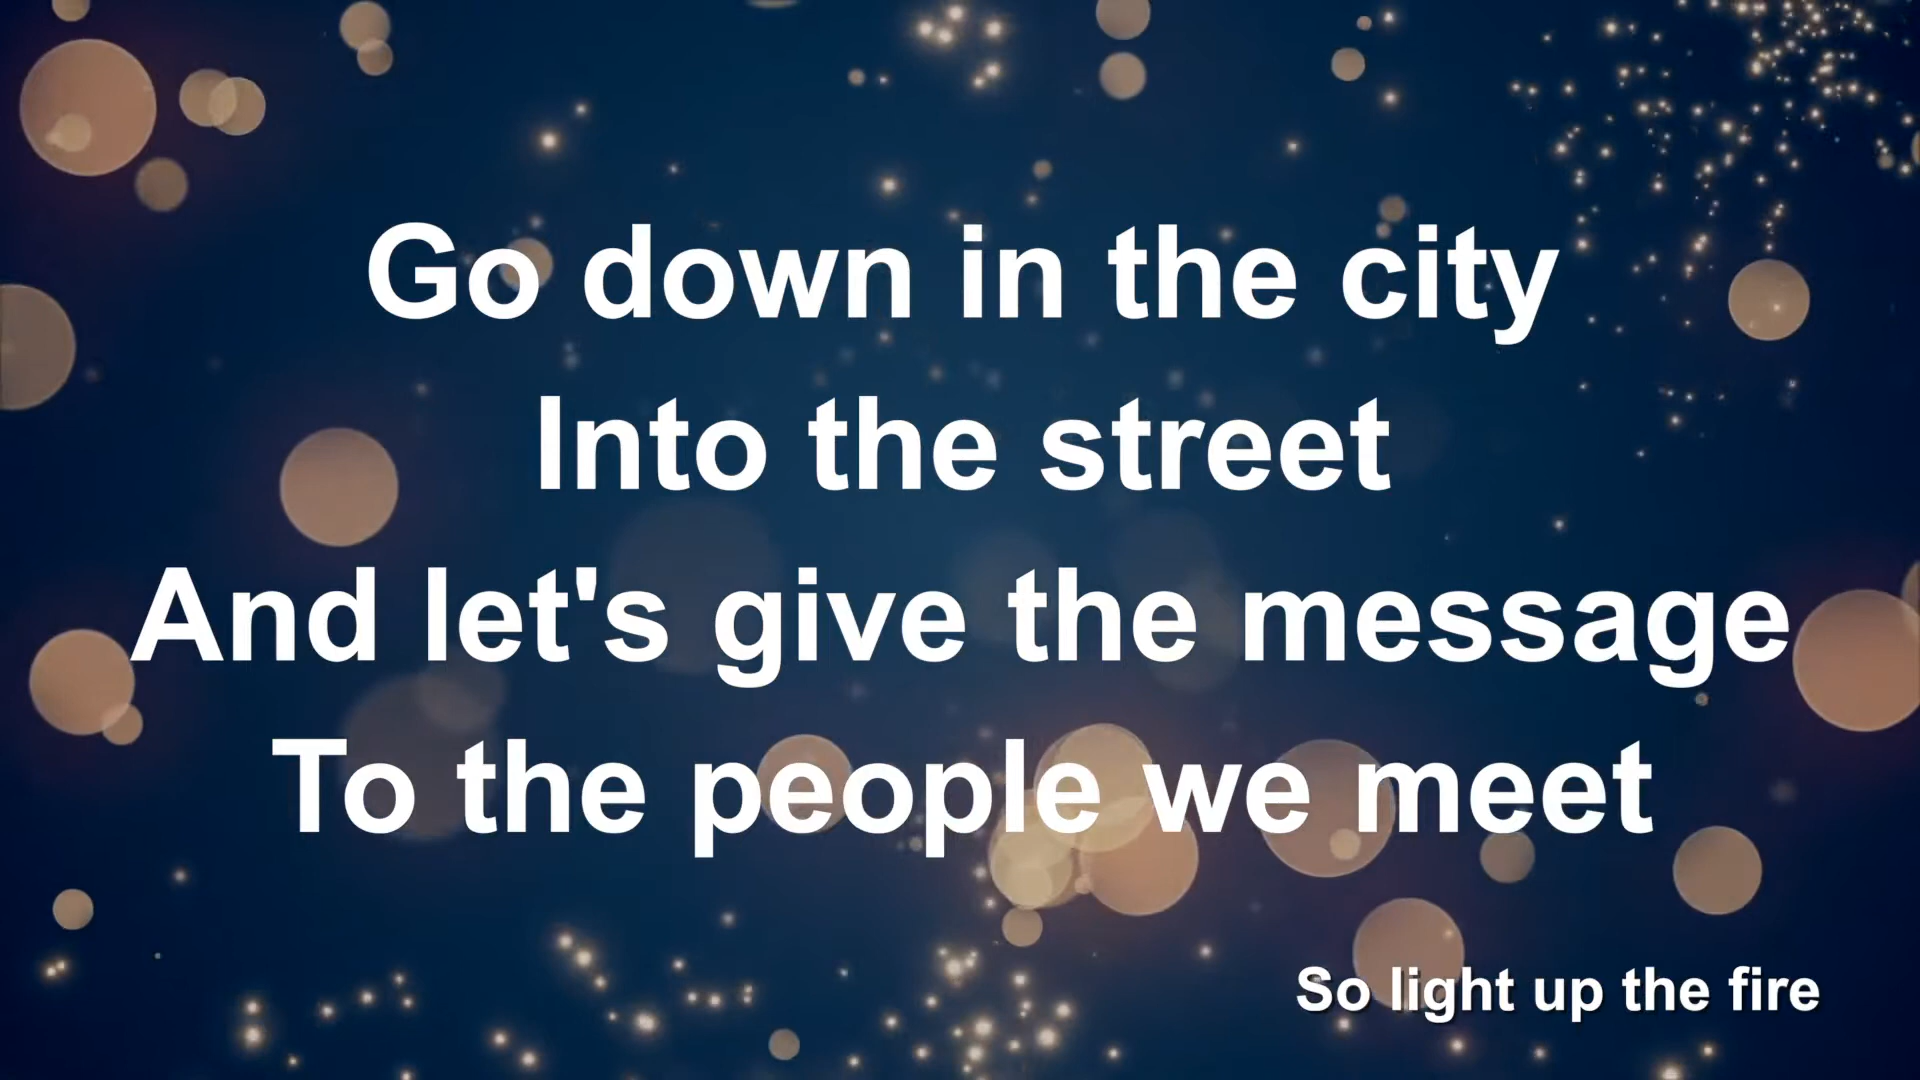 Go down in the city
Into the street
And let's give the message
To the people we meet
So light up the fire